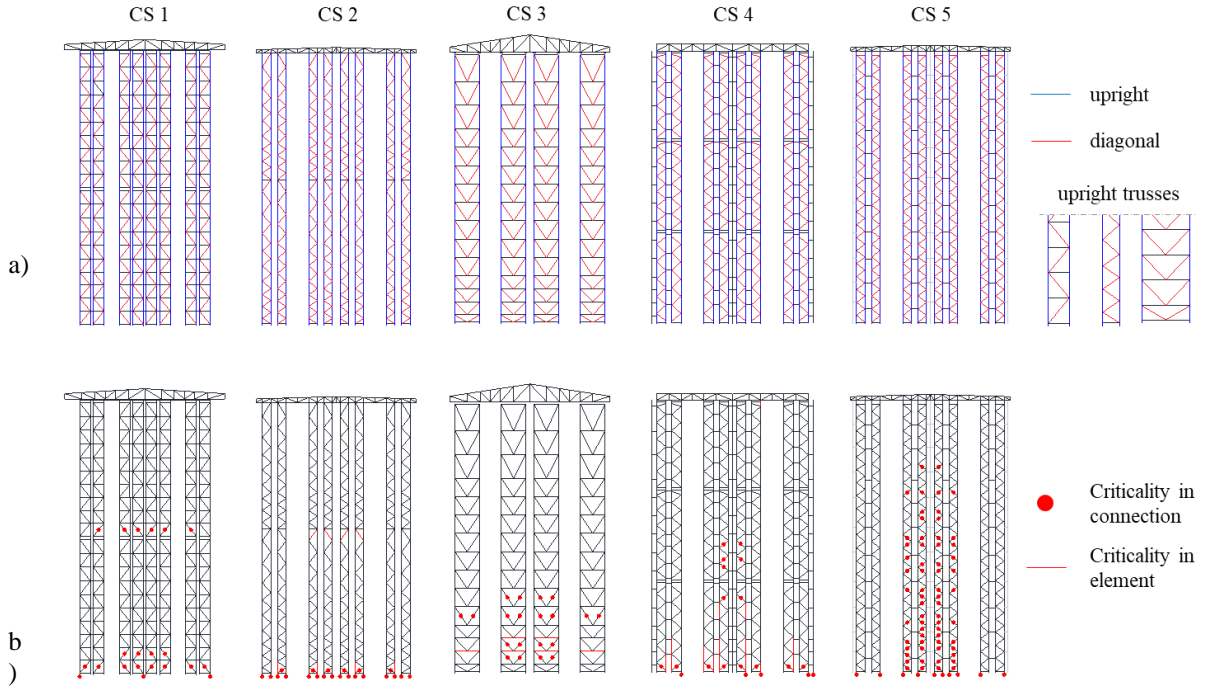 CS 1
CS 2
CS 3
CS 4
CS 5
upright
diagonal
upright trusses
a)
b
)
Criticality in
connection
Criticality in
element